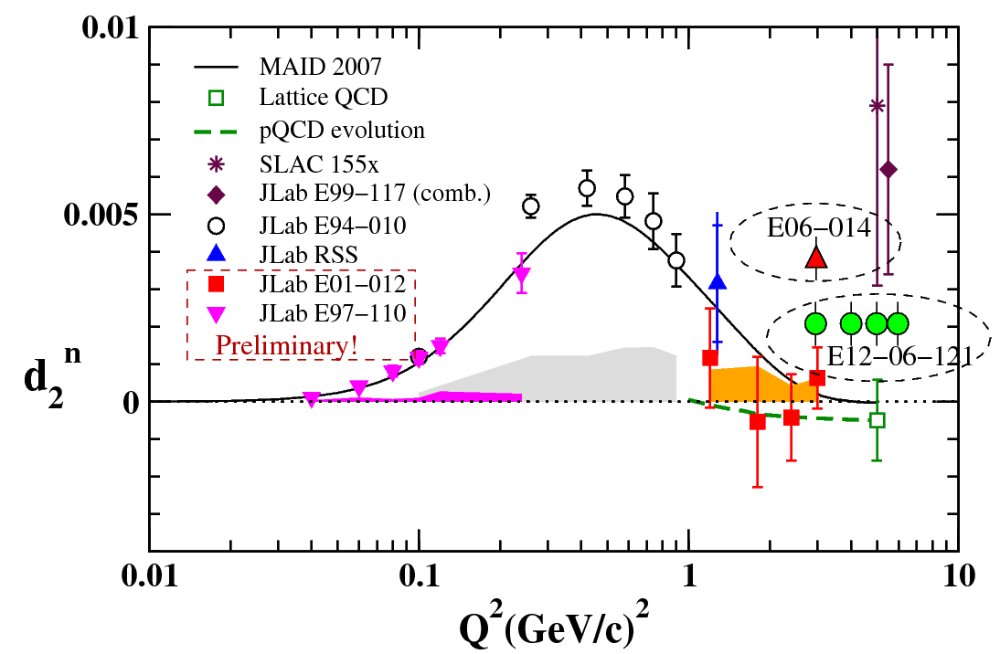 0.01
0.005
0
d₂ⁿ
MAID 2007
Lattice QCD
pQCD evolution
SLAC 155x
JLab E99−117 (comb.)
JLab E94−010
JLab RSS
JLab E01−012
JLab E97−110
Preliminary!
E06−014
E12−06−121
0.01 0.1 1 10
Q²(GeV/c)²